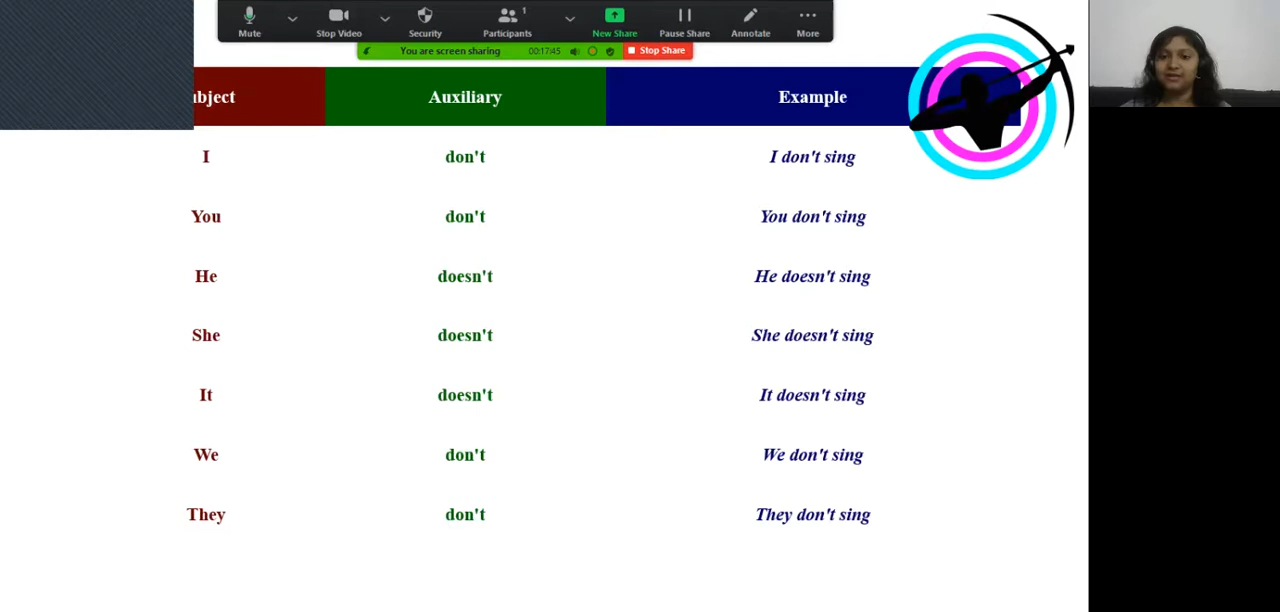 Mute Stop Video Security Participants 1 New Share Pause Share Annotate More
You are screen sharing 00:17:45 Stop Share
ubject Auxiliary Example
I don't I don't sing
You don't You don't sing
He doesn't He doesn't sing
She doesn't She doesn't sing
It doesn't It doesn't sing
We don't We don't sing
They don't They don't sing